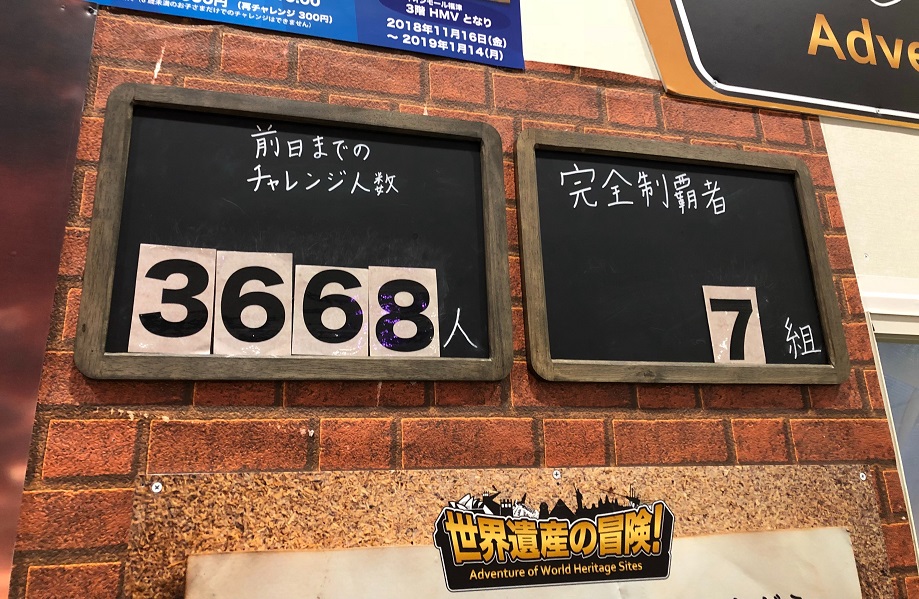 (再チャレンジ 300円)
3階 HMV となり
2018年11月16日(金)
~ 2019年1月14日(月)
前日までの
チャレンジ人数
3668人
完全制覇者
7組
世界遺産の冒険!
Adventure of World Heritage Sites